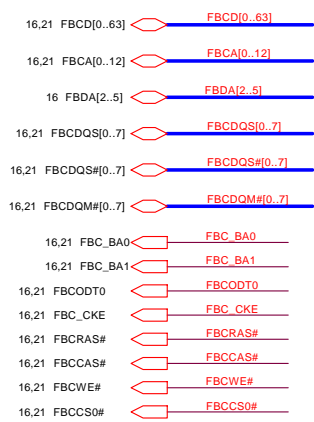 16,21 FBCD[0..63] FBCD[0..63]
16,21 FBCA[0..12] FBCA[0..12]
16 FBDA[2..5] FBDA[2..5]
16,21 FBCDQS[0..7] FBCDQS[0..7]
16,21 FBCDQS#[0..7] FBCDQS#[0..7]
16,21 FBCDQM#[0..7] FBCDQM#[0..7]
16,21 FBC_BA0 FBC_BA0
16,21 FBC_BA1 FBC_BA1
16,21 FBCODT0 FBCODT0
16,21 FBC_CKE FBC_CKE
16,21 FBCRAS# FBCRAS#
16,21 FBCCAS# FBCCAS#
16,21 FBCWE# FBCWE#
16,21 FBCCS0# FBCCS0#